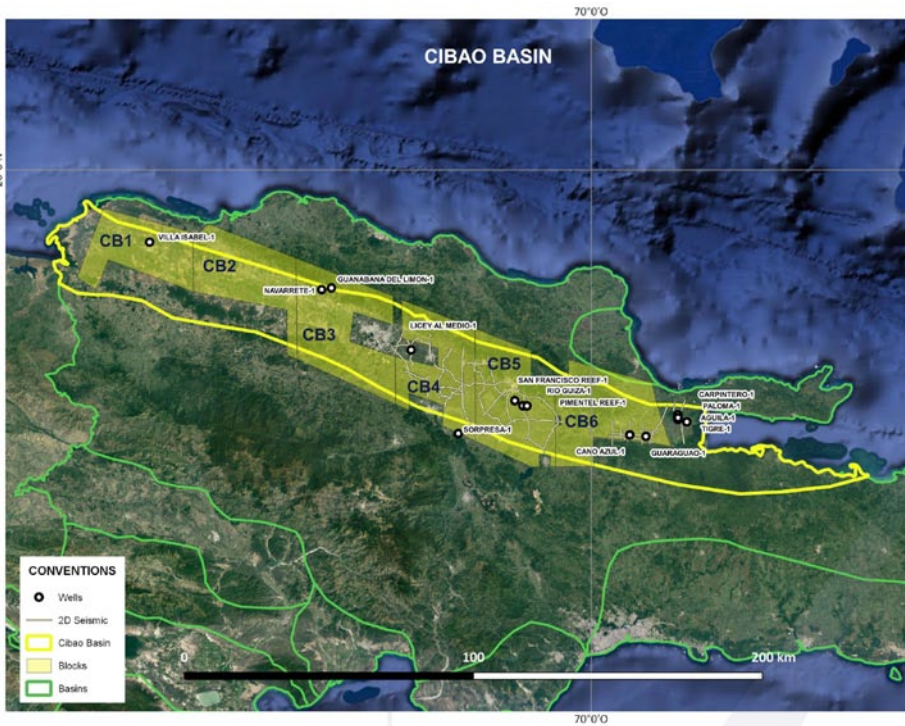 70°0'O
CIBAO BASIN
CB1
VILLA ISABEL-1
CB2
GUANABANA DEL LIMON-1
NAVARRETE-1
LICEY AL MEDIO-1
CB3
CB5
CB4
SAN FRANCISCO REEF-1
RIO GUIZA-1
PIMENTEL REEF-1
CB6
CARPINTERO-1
PALOMA-1
AGUILA-1
TIGRE-1
SORPRESA-1
CANO AZUL-1
GUARAGUAO-1
CONVENTIONS
Wells
2D Seismic
Cibao Basin
Blocks
Basins
0 100 200 km
70°0'O